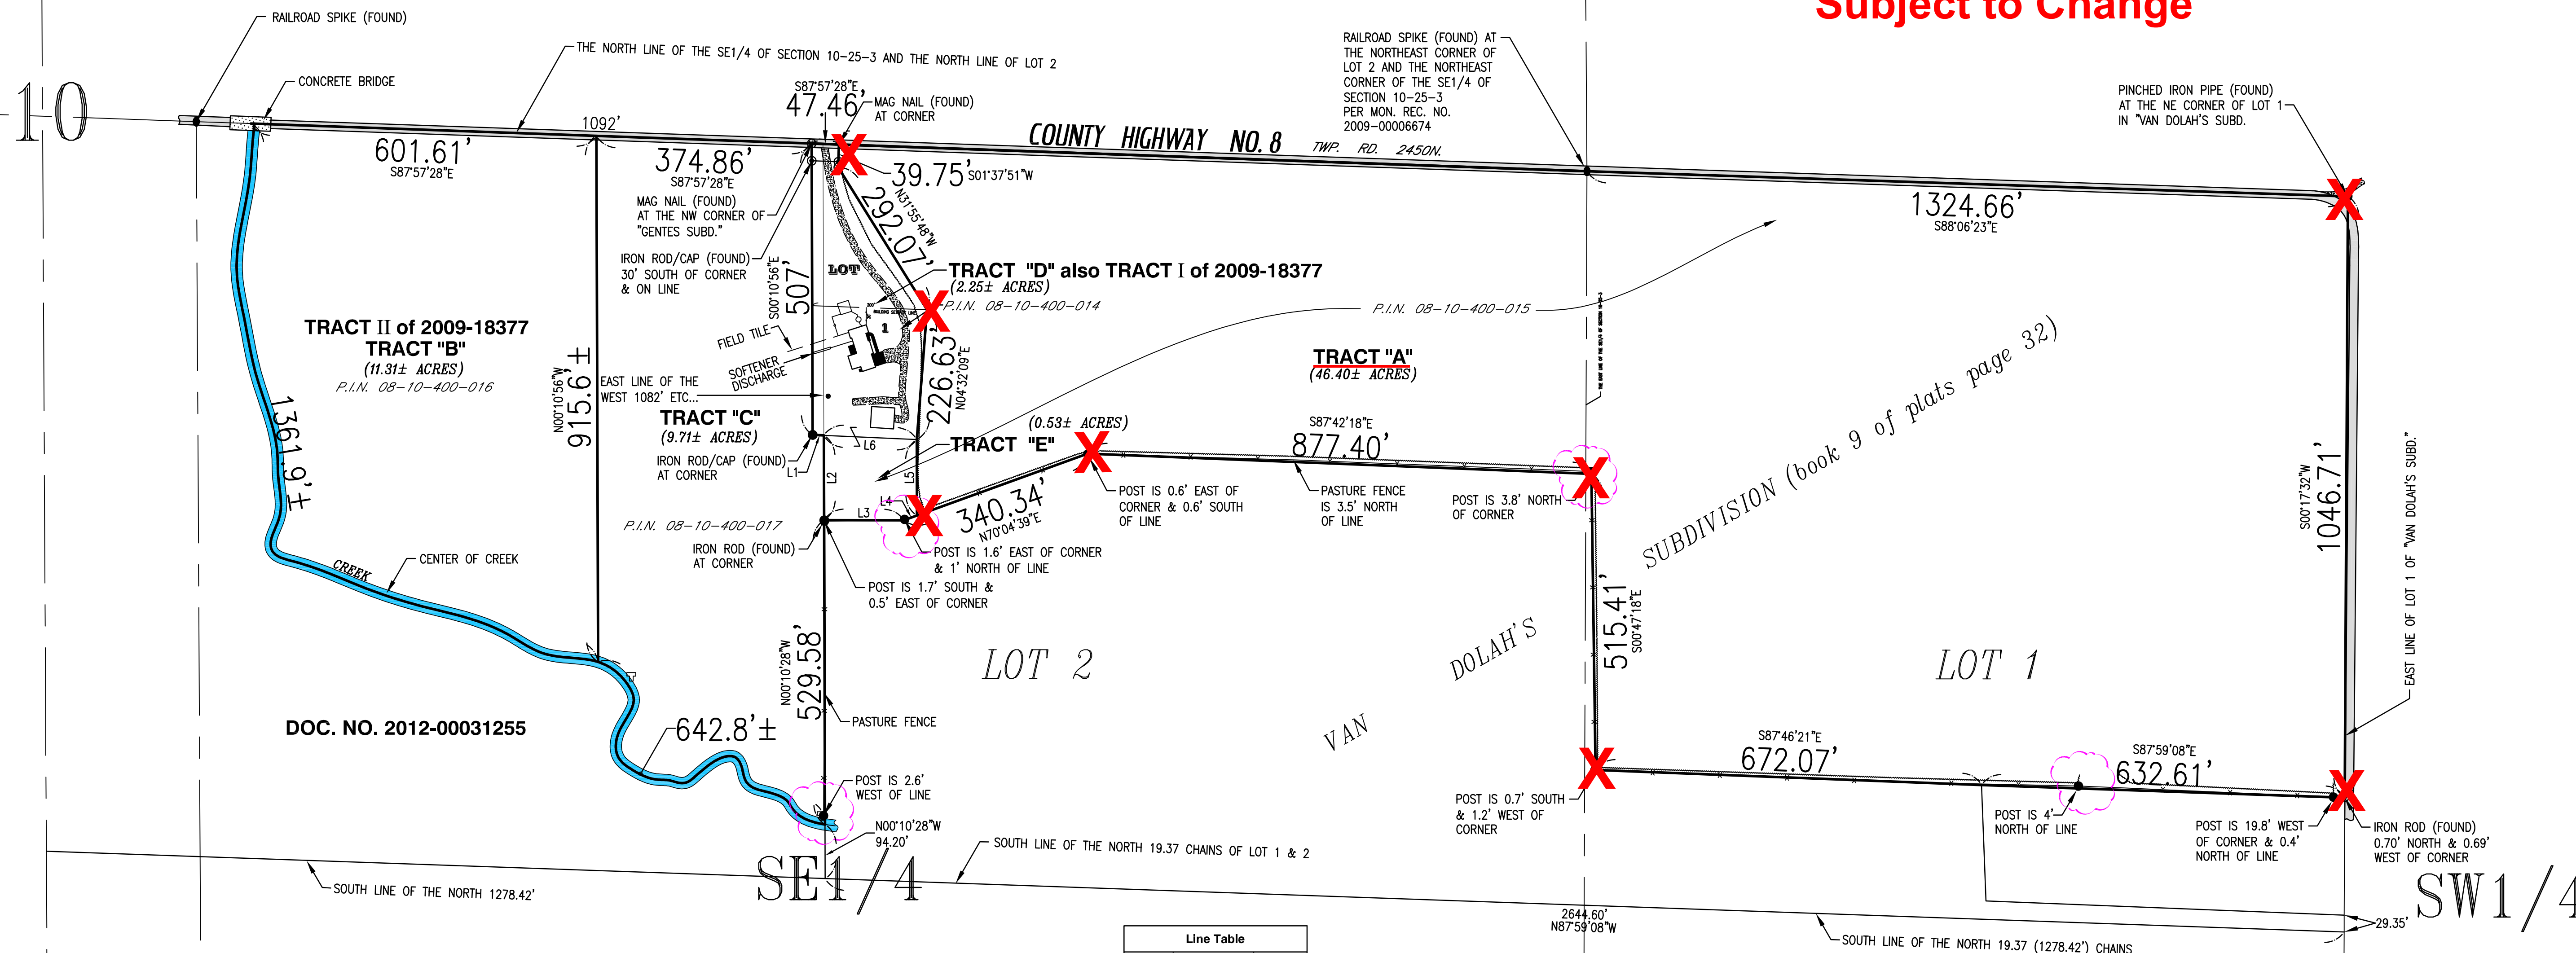 Subject to Change
RAILROAD SPIKE (FOUND)
THE NORTH LINE OF THE SE1/4 OF SECTION 10-25-3 AND THE NORTH LINE OF LOT 2
CONCRETE BRIDGE
10
S87°57'28"E
47.46'
MAG NAIL (FOUND)
AT CORNER
RAILROAD SPIKE (FOUND) AT
THE NORTHEAST CORNER OF
LOT 2 AND THE NORTHEAST
CORNER OF THE SE1/4 OF
SECTION 10-25-3
PER MON. REC. NO.
2009-00006674
PINCHED IRON PIPE (FOUND)
AT THE NE CORNER OF LOT 1
IN "VAN DOLAH'S SUBD.
1092'
601.61'
S87°57'28"E
374.86'
S87°57'28"E
COUNTY HIGHWAY NO. 8
TWP. RD. 2450N.
X
39.75'
S01°37'51"W
X
1324.66'
S88°06'23"E
MAG NAIL (FOUND)
AT THE NW CORNER OF
"GENTES SUBD."
IRON ROD/CAP (FOUND)
30' SOUTH OF CORNER
& ON LINE
N31°55'48"W
292.07'
LOT
1
BUILDING SETBACK LINE
507'
S00°10'56"E
TRACT "D" also TRACT I of 2009-18377
(2.25± ACRES)
P.I.N. 08-10-400-014
X
P.I.N. 08-10-400-015
TRACT II of 2009-18377
TRACT "B"
(11.31± ACRES)
P.I.N. 08-10-400-016
FIELD TILE
SOFTENER
DISCHARGE
915.6'±
N00°10'56"W
EAST LINE OF THE
WEST 1082' ETC...
226.63'
N04°32'09"E
TRACT "A"
(46.40± ACRES)
SUBDIVISION (book 9 of plats page 32)
1361.9'±
TRACT "C"
(9.71± ACRES)
IRON ROD/CAP (FOUND)
AT CORNER
L1
L2
L6
L5
TRACT "E"
(0.53± ACRES)
X
S87°42'18"E
877.40'
X
L4
L3
X
340.34'
N70°04'39"E
POST IS 0.6' EAST OF
CORNER & 0.6' SOUTH
OF LINE
PASTURE FENCE
IS 3.5' NORTH
OF LINE
POST IS 3.8' NORTH
OF CORNER
1046.71'
S00°17'32"W
EAST LINE OF LOT 1 OF "VAN DOLAH'S SUBD."
P.I.N. 08-10-400-017
IRON ROD (FOUND)
AT CORNER
POST IS 1.6' EAST OF CORNER
& 1' NORTH OF LINE
POST IS 1.7' SOUTH &
0.5' EAST OF CORNER
CREEK
CENTER OF CREEK
515.41'
S00°47'18"E
529.58'
N00°10'28"W
LOT 2
DOLAH'S
LOT 1
VAN
DOC. NO. 2012-00031255
642.8'±
PASTURE FENCE
POST IS 2.6'
WEST OF LINE
X
S87°46'21"E
672.07'
S87°59'08"E
632.61'
X
POST IS 0.7' SOUTH
& 1.2' WEST OF
CORNER
POST IS 4'
NORTH OF LINE
POST IS 19.8' WEST
OF CORNER & 0.4'
NORTH OF LINE
IRON ROD (FOUND)
0.70' NORTH & 0.69'
WEST OF CORNER
N00°10'28"W
94.20'
SOUTH LINE OF THE NORTH 19.37 CHAINS OF LOT 1 & 2
SOUTH LINE OF THE NORTH 1278.42'
SE1/4
SW1/4
2644.60'
N87°59'08"W
29.35'
SOUTH LINE OF THE NORTH 19.37 (1278.42') CHAINS
Line Table